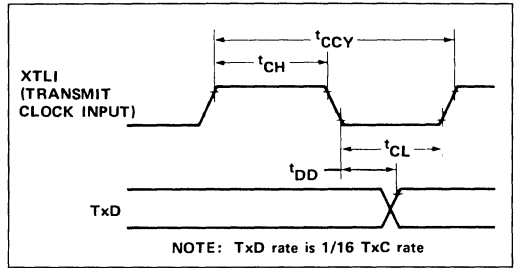 tCCY
tCH
XTLI
(TRANSMIT
CLOCK INPUT)
tCL
tDD
TxD
NOTE: TxD rate is 1/16 TxC rate